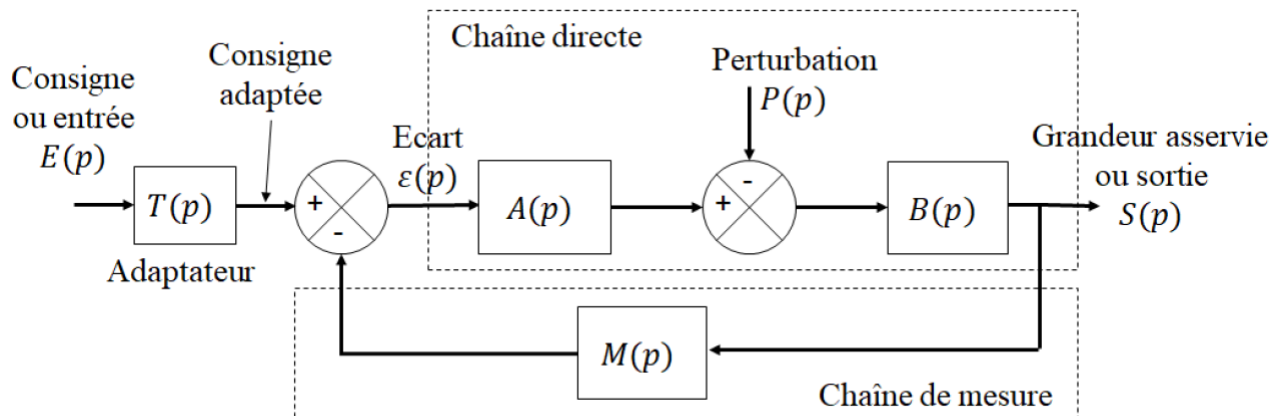 Chaîne directe
Consigne
adaptée
Consigne
ou entrée
E(p)
Perturbation
P(p)
Ecart
ε(p)
Grandeur asservie
ou sortie
S(p)
T(p)
+
-
A(p)
-
+
B(p)
Adaptateur
M(p)
Chaîne de mesure